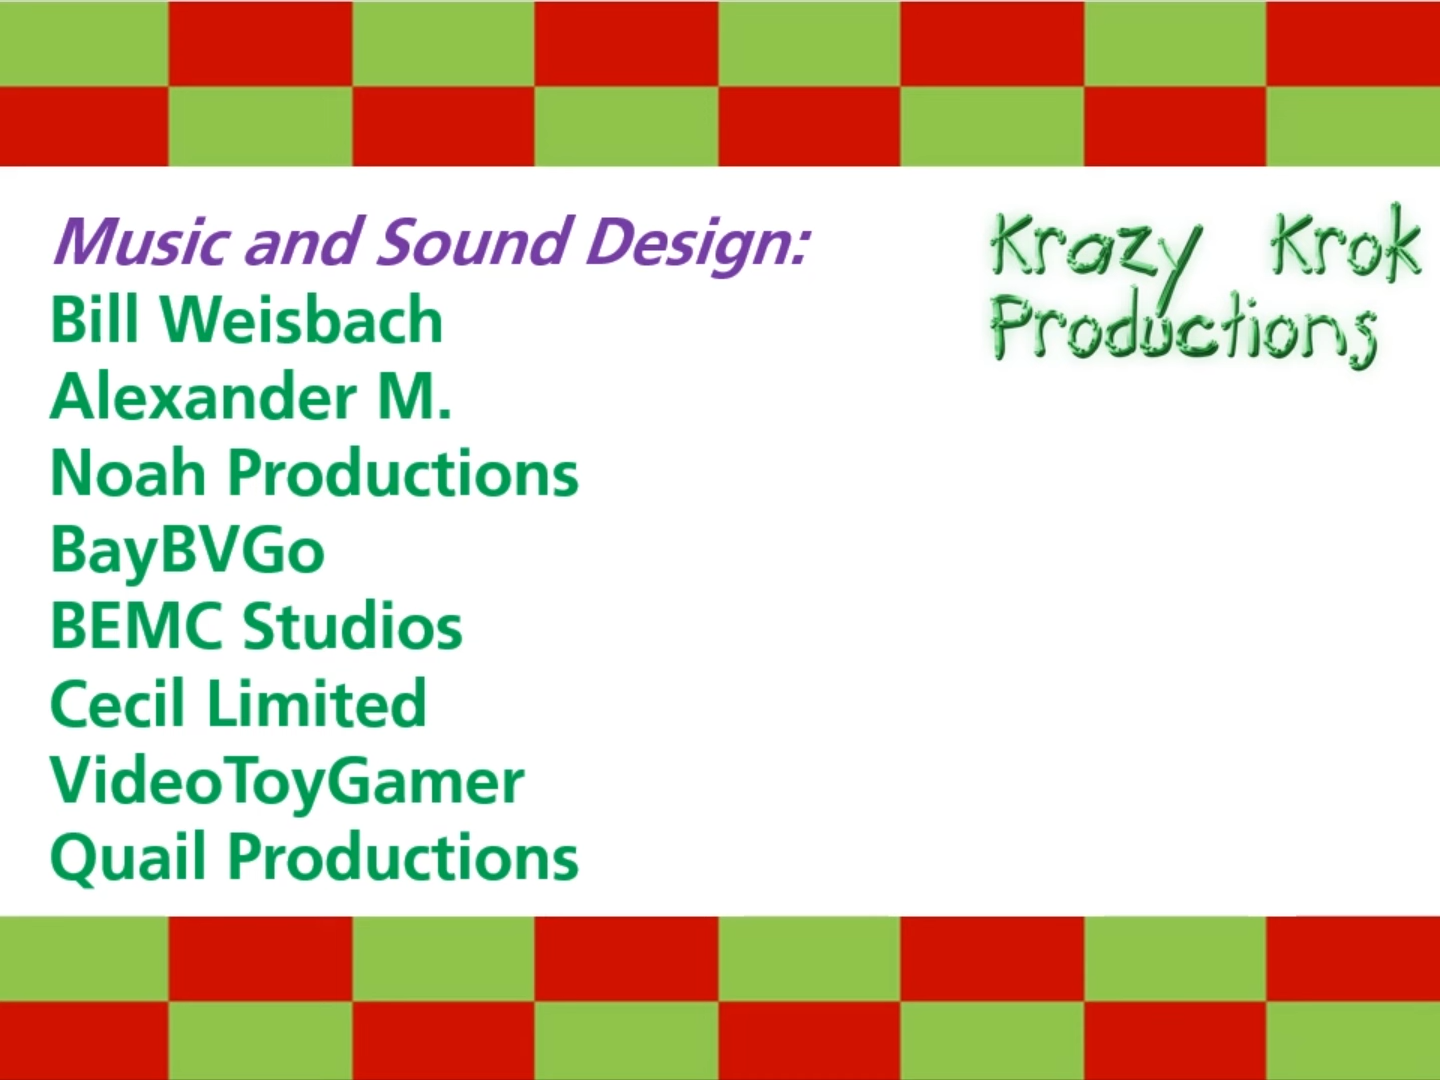 Music and Sound Design:
Bill Weisbach
Alexander M.
Noah Productions
BayBVGo
BEMC Studios
Cecil Limited
VideoToyGamer
Quail Productions
Krazy Krok
Productions